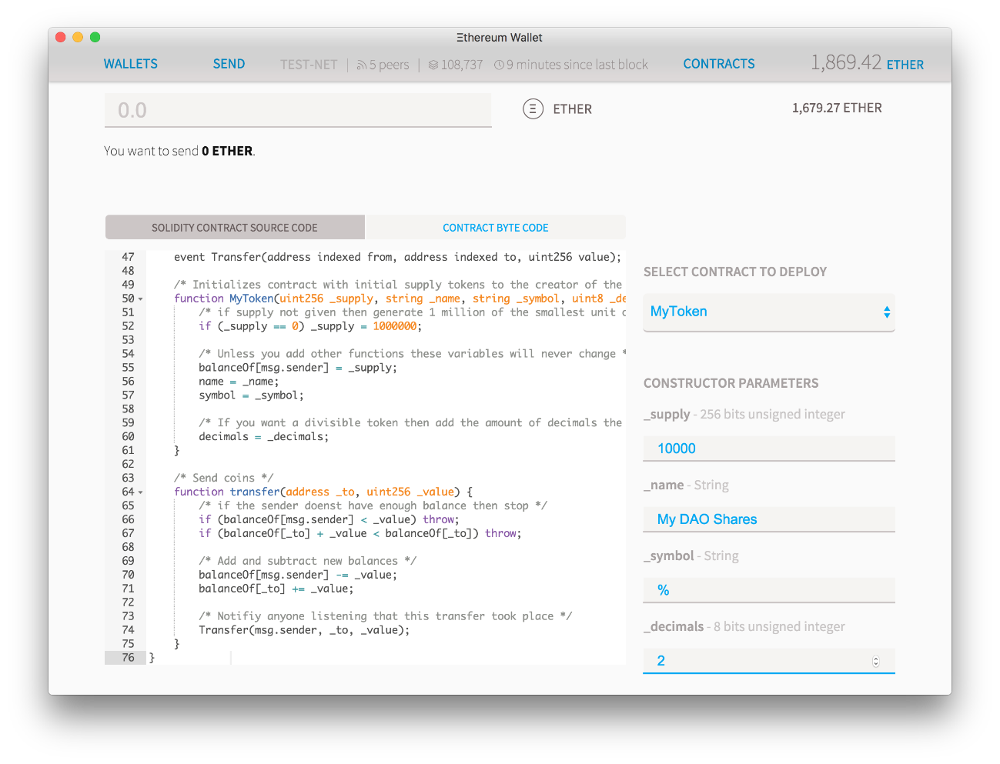 Ξthereum Wallet
WALLETS SEND TEST-NET 5 peers 108,737 9 minutes since last block CONTRACTS 1,869.42 ETHER
0.0 Ξ ETHER 1,679.27 ETHER
You want to send 0 ETHER.
SOLIDITY CONTRACT SOURCE CODE CONTRACT BYTE CODE
47 event Transfer(address indexed from, address indexed to, uint256 value);
48
49 /* Initializes contract with initial supply tokens to the creator of the
50 function MyToken(uint256 _supply, string _name, string _symbol, uint8 _de
51 /* if supply not given then generate 1 million of the smallest unit o
52 if (_supply == 0) _supply = 1000000;
53
54 /* Unless you add other functions these variables will never change *
55 balanceOf[msg.sender] = _supply;
56 name = _name;
57 symbol = _symbol;
58
59 /* If you want a divisible token then add the amount of decimals the
60 decimals = _decimals;
61 }
62
63 /* Send coins */
64 function transfer(address _to, uint256 _value) {
65 /* if the sender doenst have enough balance then stop */
66 if (balanceOf[msg.sender] < _value) throw;
67 if (balanceOf[_to] + _value < balanceOf[_to]) throw;
68
69 /* Add and subtract new balances */
70 balanceOf[msg.sender] -= _value;
71 balanceOf[_to] += _value;
72
73 /* Notifiy anyone listening that this transfer took place */
74 Transfer(msg.sender, _to, _value);
75 }
76 }
SELECT CONTRACT TO DEPLOY
MyToken
CONSTRUCTOR PARAMETERS
_supply - 256 bits unsigned integer
10000
_name - String
My DAO Shares
_symbol - String
%
_decimals - 8 bits unsigned integer
2